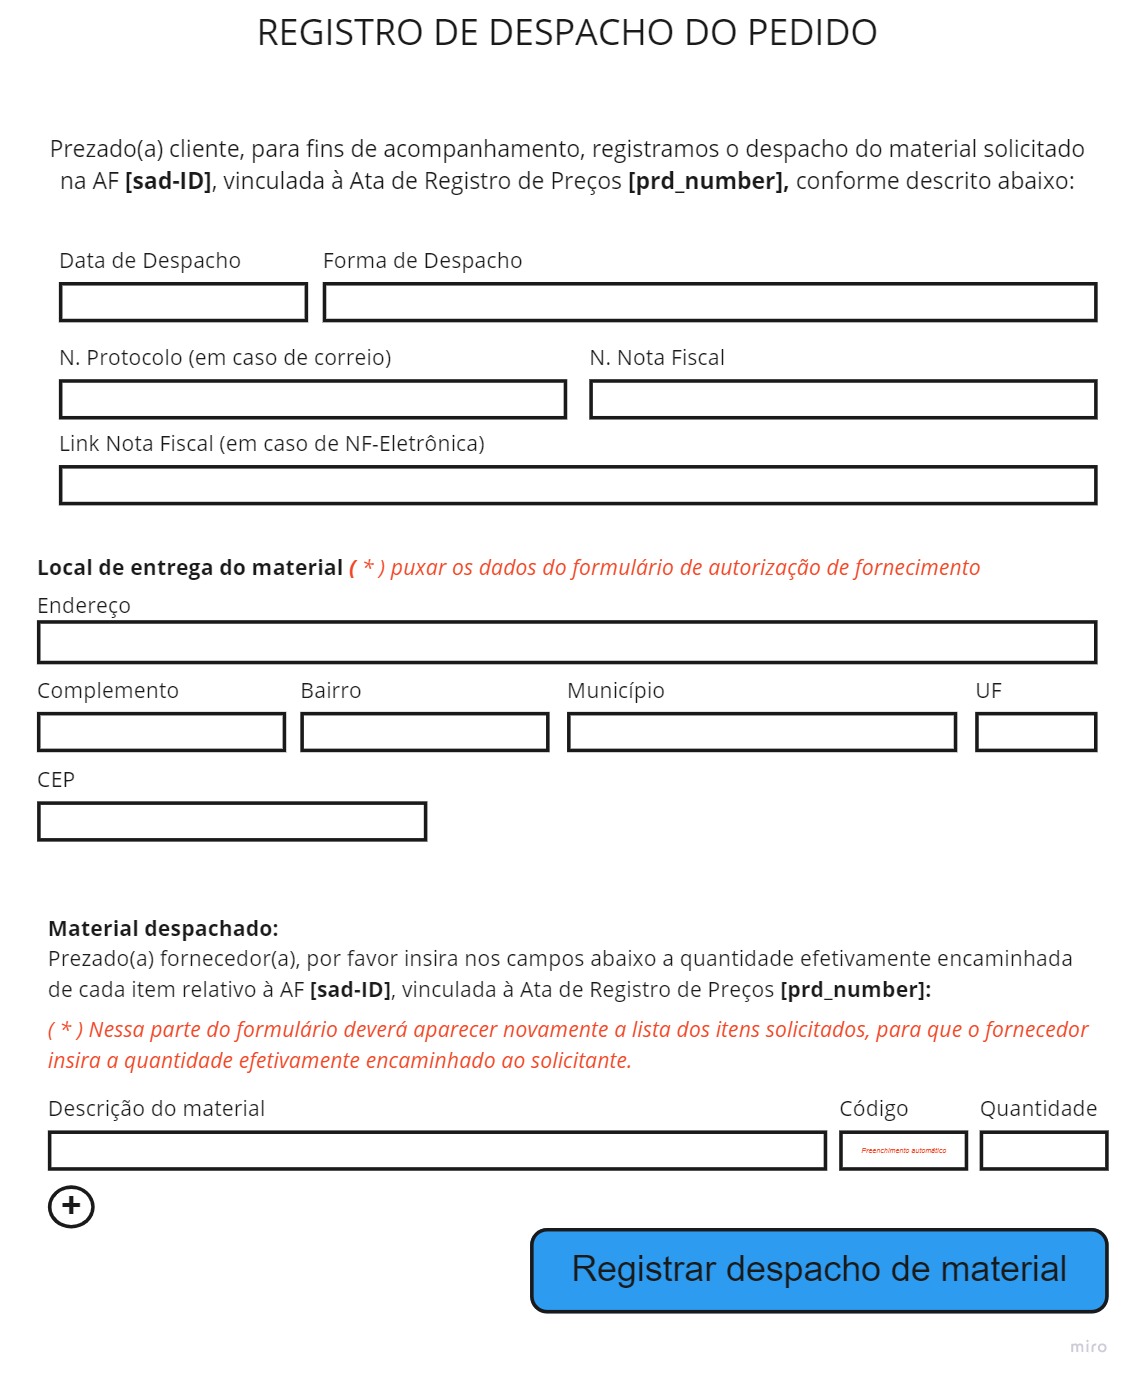 REGISTRO DE DESPACHO DO PEDIDO
Prezado(a) cliente, para fins de acompanhamento, registramos o despacho do material solicitado
na AF [sad-ID], vinculada à Ata de Registro de Preços [prd_number], conforme descrito abaixo:
Data de Despacho Forma de Despacho
N. Protocolo (em caso de correio) N. Nota Fiscal
Link Nota Fiscal (em caso de NF-Eletrônica)
Local de entrega do material ( * ) puxar os dados do formulário de autorização de fornecimento
Endereço
Complemento Bairro Município UF
CEP
Material despachado:
Prezado(a) fornecedor(a), por favor insira nos campos abaixo a quantidade efetivamente encaminhada
de cada item relativo à AF [sad-ID], vinculada à Ata de Registro de Preços [prd_number]:
( * ) Nessa parte do formulário deverá aparecer novamente a lista dos itens solicitados, para que o fornecedor
insira a quantidade efetivamente encaminhado ao solicitante.
Descrição do material Código Quantidade
Preenchimento automático
+
Registrar despacho de material
miro